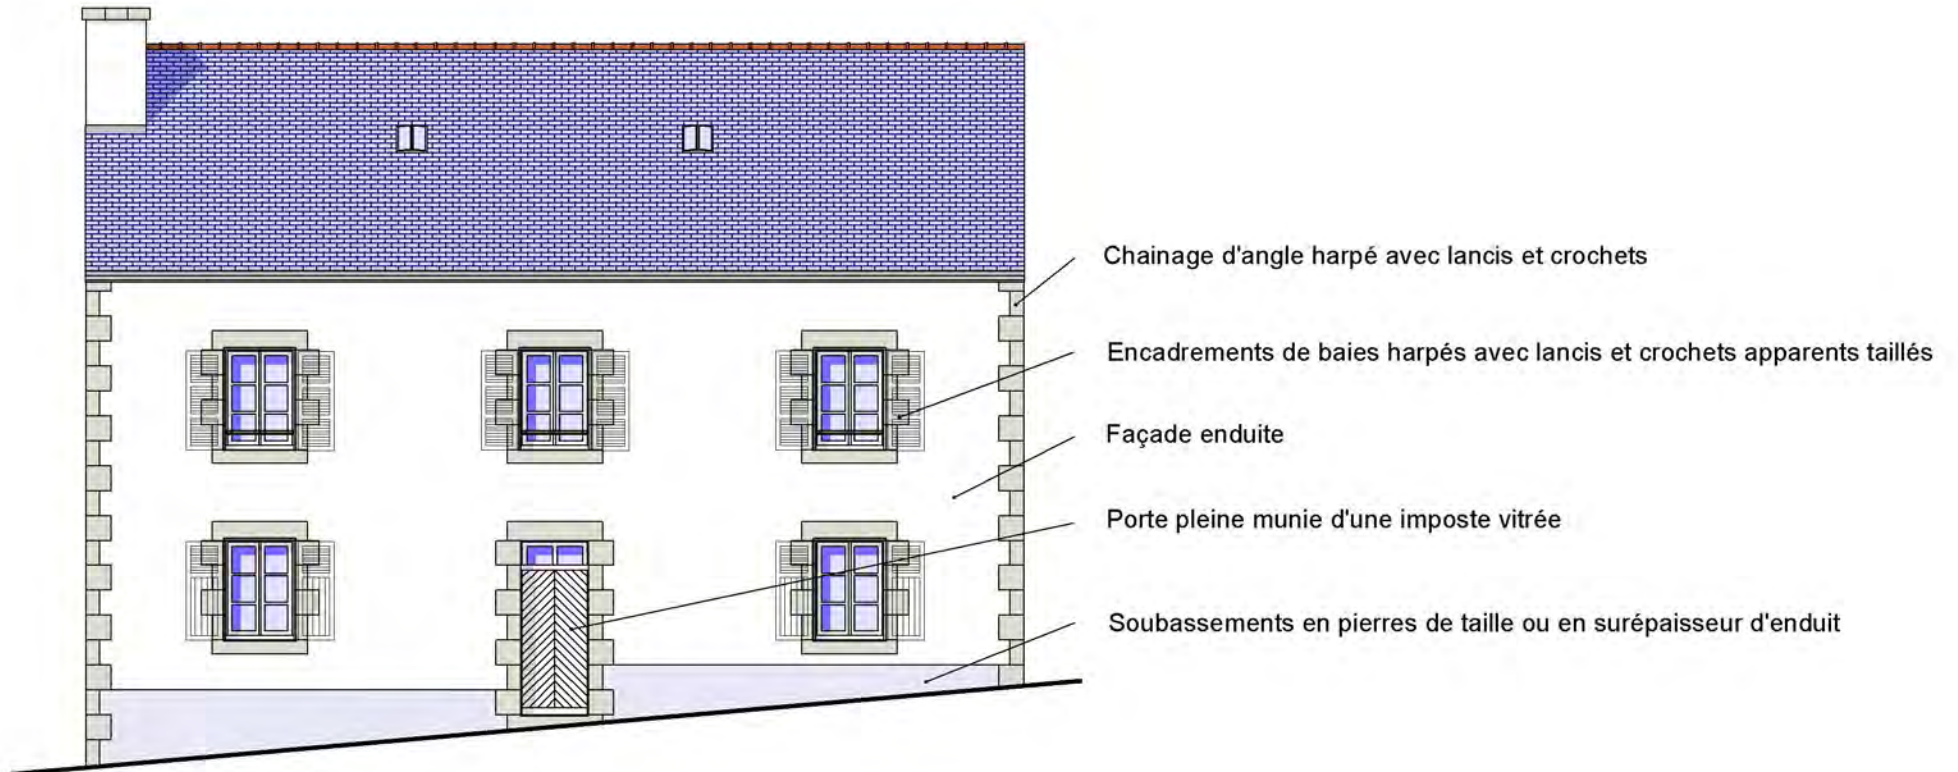 Chainage d'angle harpé avec lancis et crochets
Encadrements de baies harpés avec lancis et crochets apparents taillés
Façade enduite
Porte pleine munie d'une imposte vitrée
Soubassements en pierres de taille ou en surépaisseur d'enduit